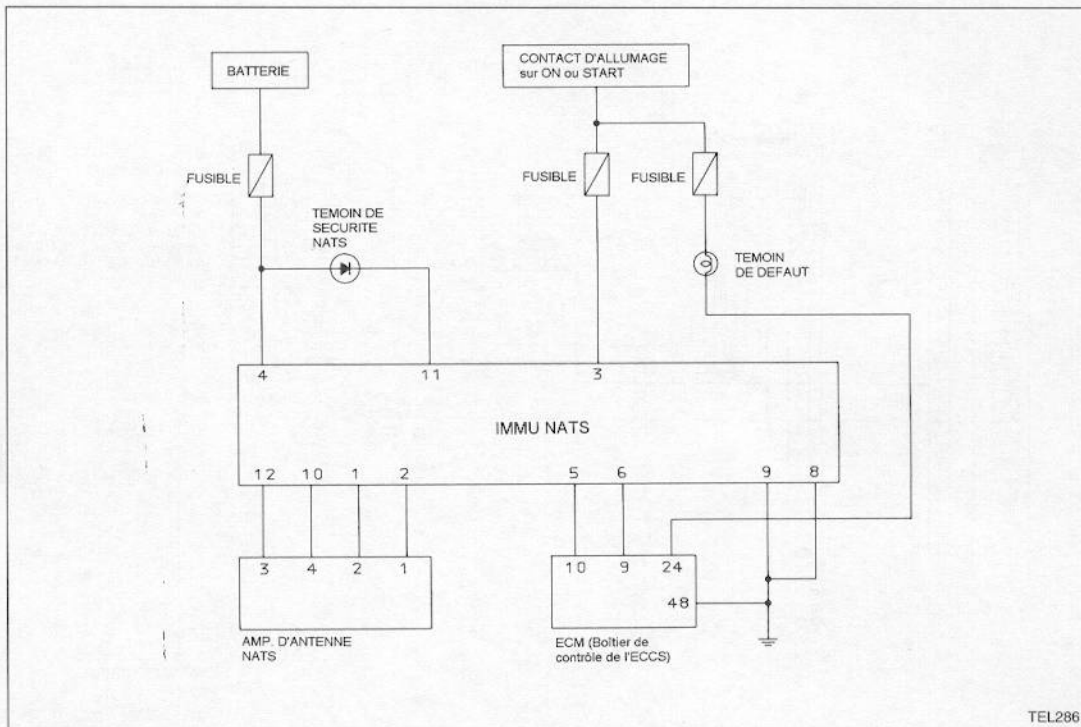 BATTERIE
CONTACT D'ALLUMAGE
sur ON ou START
FUSIBLE
FUSIBLE
FUSIBLE
TEMOIN DE
SECURITE
NATS
TEMOIN
DE DEFAUT
4 11 3
IMMU NATS
12 10 1 2 5 6 9 8
3 4 2 1
10 9 24
48
AMP. D'ANTENNE
NATS
ECM (Boîtier de
contrôle de l'ECCS)
TEL286